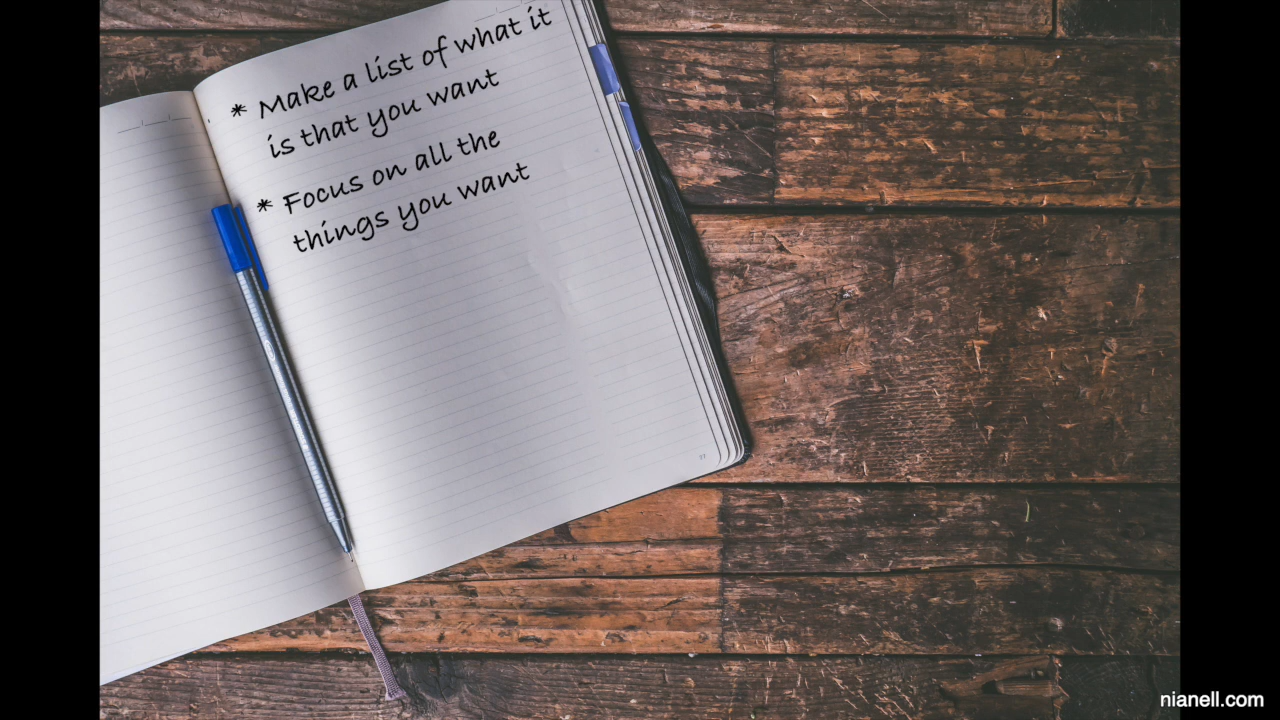 * Make a list of what it
is that you want
* Focus on all the
things you want
nianell.com